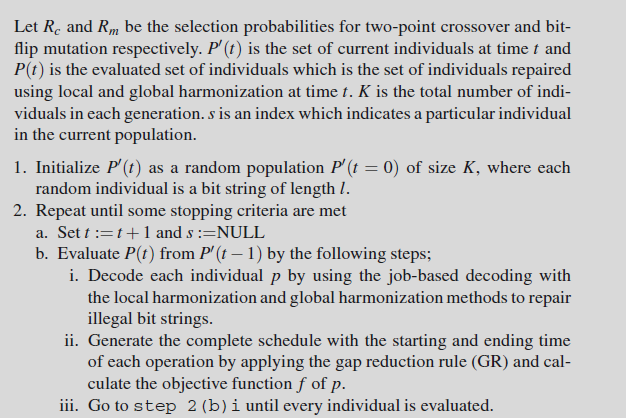 Let Rc and Rm be the selection probabilities for two-point crossover and bit-
flip mutation respectively. P′(t) is the set of current individuals at time t and
P(t) is the evaluated set of individuals which is the set of individuals repaired
using local and global harmonization at time t. K is the total number of indi-
viduals in each generation. s is an index which indicates a particular individual
in the current population.
1. Initialize P′(t) as a random population P′(t = 0) of size K, where each
random individual is a bit string of length l.
2. Repeat until some stopping criteria are met
a. Set t := t + 1 and s :=NULL
b. Evaluate P(t) from P′(t − 1) by the following steps;
i. Decode each individual p by using the job-based decoding with
the local harmonization and global harmonization methods to repair
illegal bit strings.
ii. Generate the complete schedule with the starting and ending time
of each operation by applying the gap reduction rule (GR) and cal-
culate the objective function f of p.
iii. Go to step 2(b)i until every individual is evaluated.